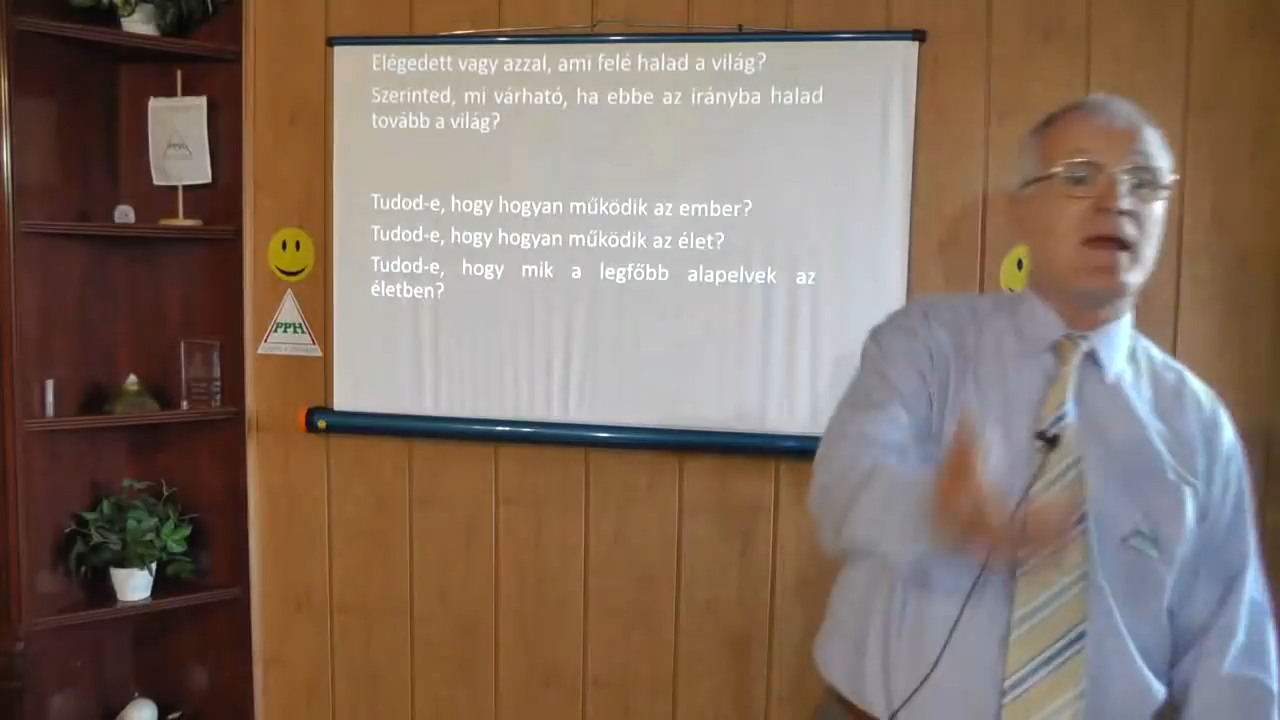 Elégedett vagy azzal, ami felé halad a világ?
Szerinted, mi várható, ha ebbe az irányba halad
tovább a világ?
Tudod-e, hogy hogyan működik az ember?
Tudod-e, hogy hogyan működik az élet?
Tudod-e, hogy mik a legfőbb alapelvek az
életben?
PPH